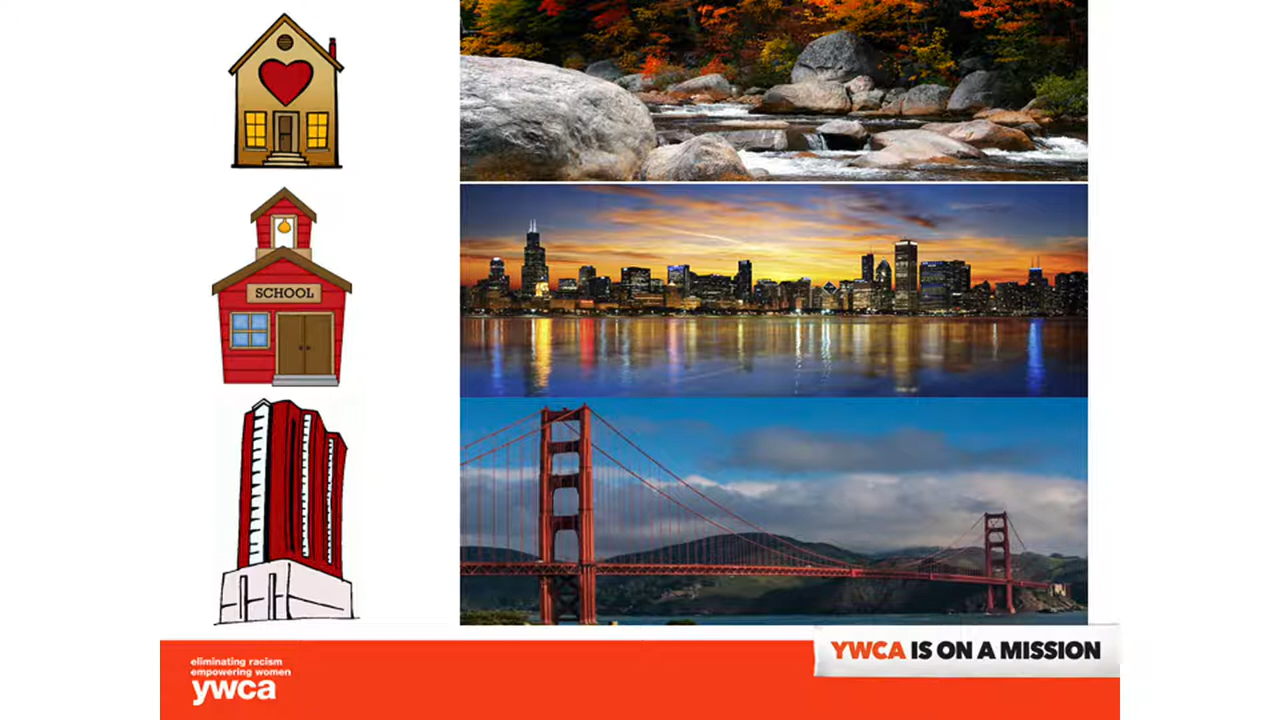 SCHOOL
YWCA IS ON A MISSION
eliminating racism
empowering women
ywca